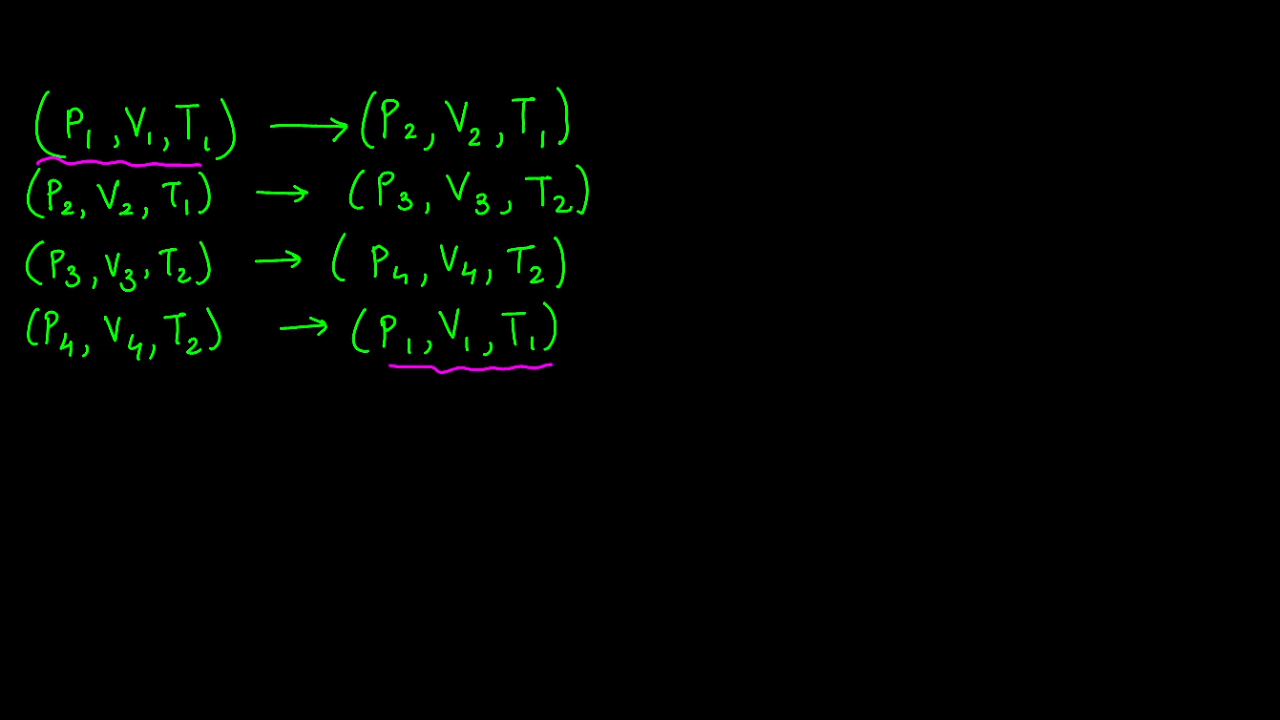 (P₁, V₁, T₁) → (P₂, V₂, T₁)
(P₂, V₂, T₁) → (P₃, V₃, T₂)
(P₃, V₃, T₂) → (P₄, V₄, T₂)
(P₄, V₄, T₂) → (P₁, V₁, T₁)